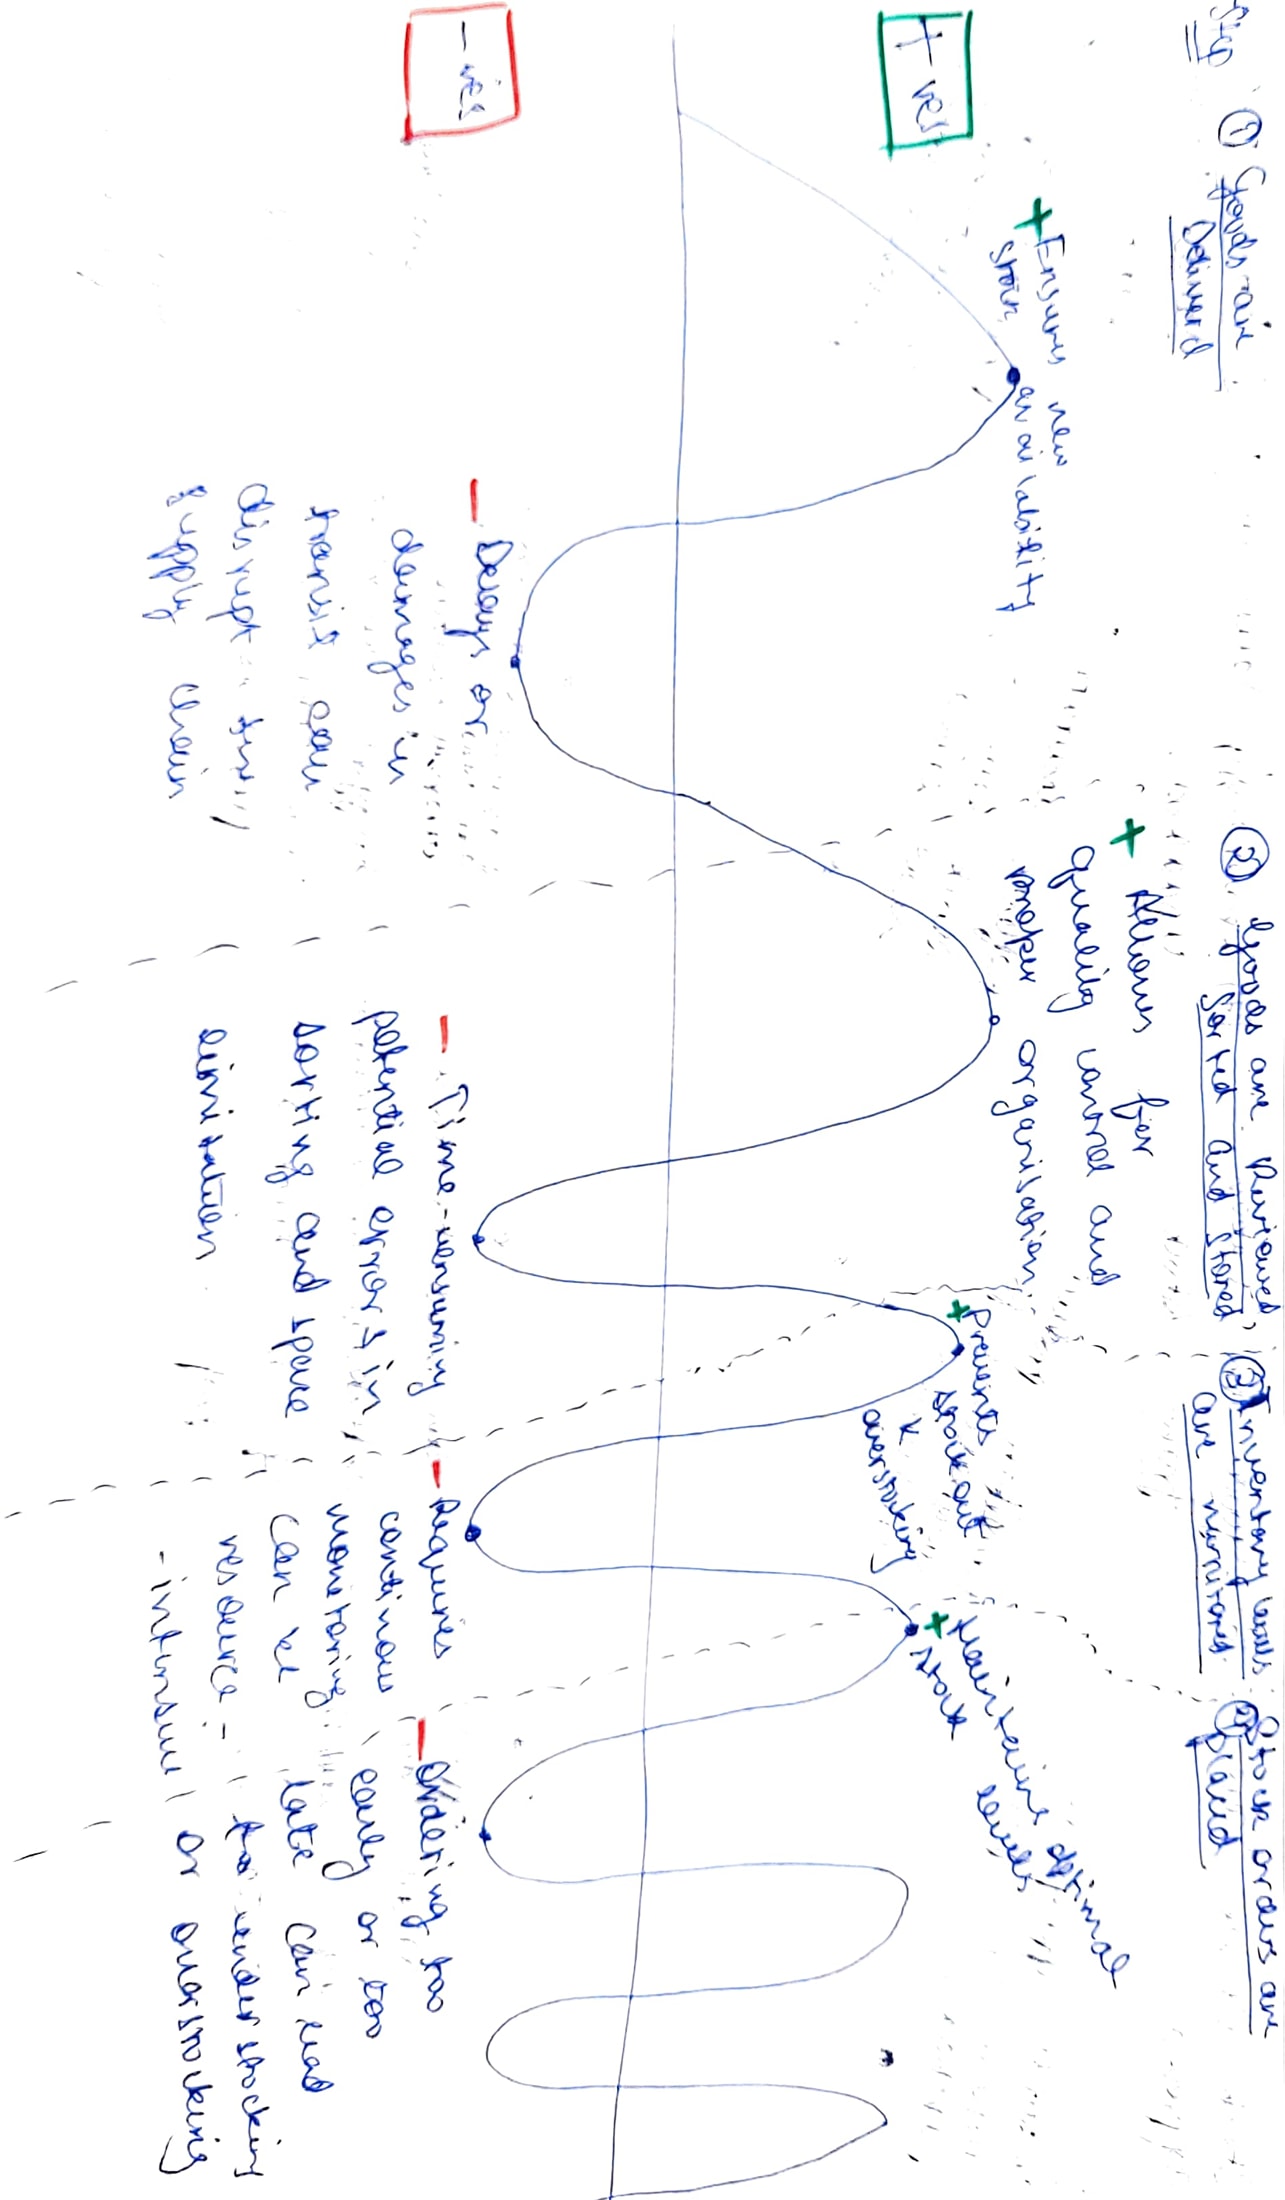 Step
① Goods are
Delivered
② Goods are Reviewed,
Sorted and Stored
③ Inventory levels
are monitored
④ Stock orders are
placed
+ Ensures new
stock availability
+ Allows for
quality control and
proper organisation
+ Prevents
stockout
&
overstocking
+ Maintains optimal
stock levels
+ ves
- ves
- Delays or
damages in
transit can
disrupt the
supply chain
- Time-consuming
potential errors in
sorting and space
limitation
- Requires
continous
monitoring
can be
resource -
- intensive
- Ordering too
early or too
late can lead
to understocking
or overstocking